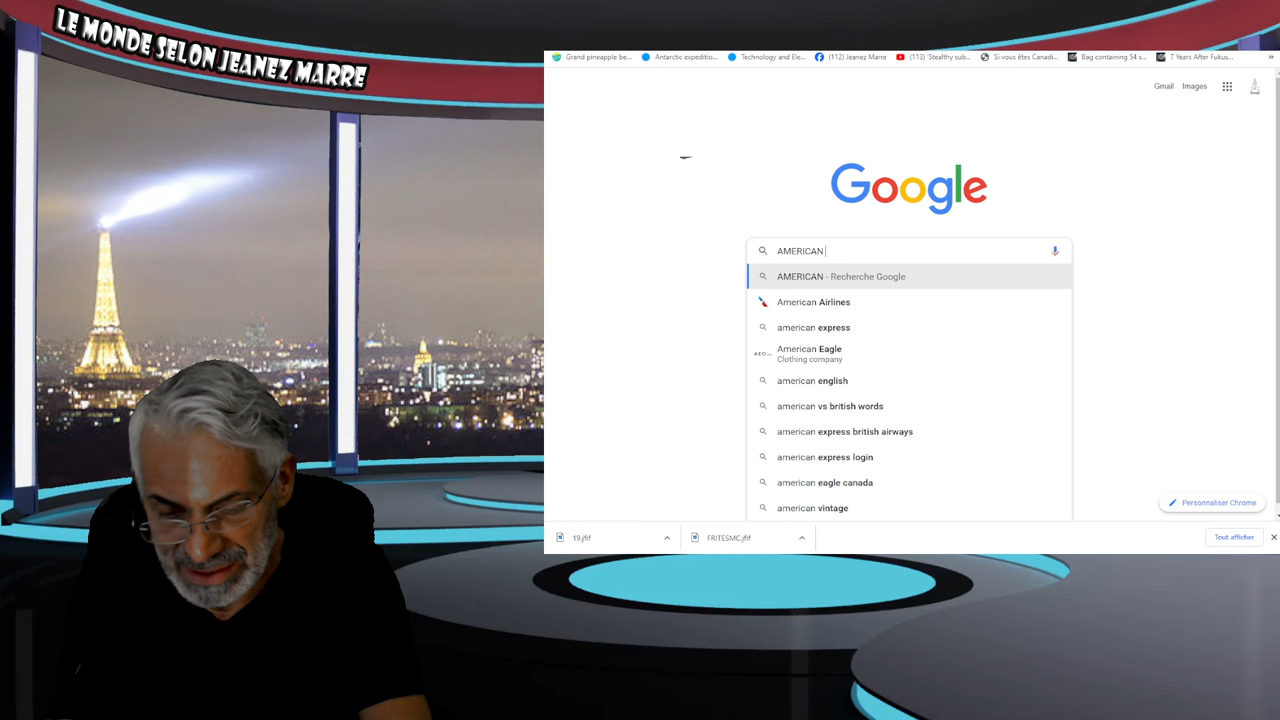 LE MONDE SELON JEANEZ MARRE
Grand pineapple be...
Antarctic expeditio...
Technology and Ele...
(112) Jeanez Marre
(113) 'Stealthy sub...
Si vous êtes Canadi...
Bag containing 54 s...
7 Years After Fukus...
»
Gmail
Images
Google
AMERICAN
AMERICAN - Recherche Google
American Airlines
american express
American Eagle
Clothing company
american english
american vs british words
american express british airways
american express login
american eagle canada
american vintage
Personnaliser Chrome
19.jfif
FRITESMC.jfif
Tout afficher